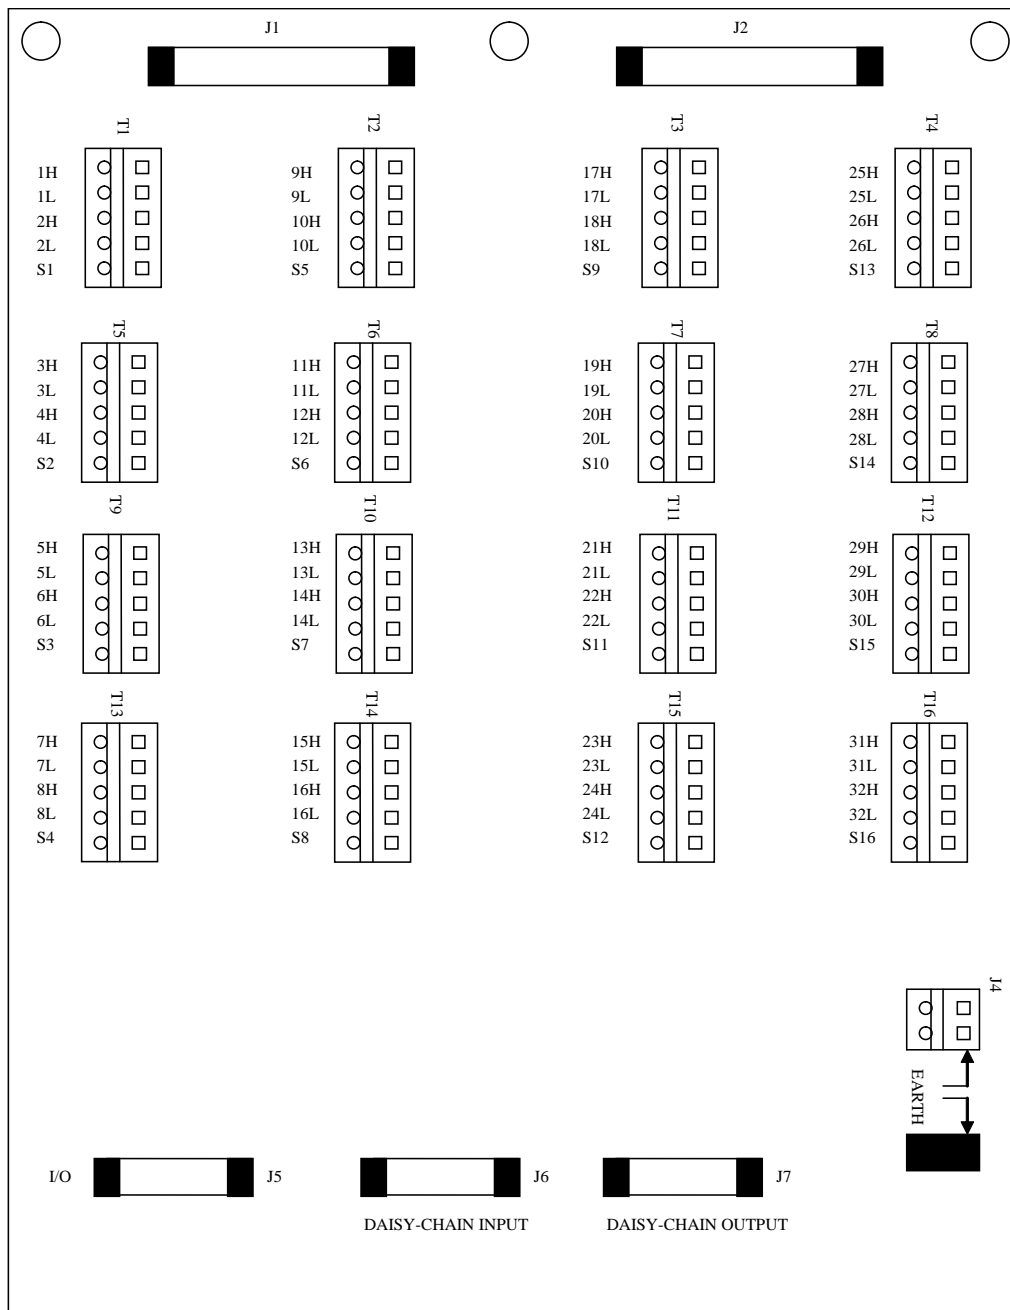 J1
J2
T1
T2
T3
T4
1H
1L
2H
2L
S1
9H
9L
10H
10L
S5
17H
17L
18H
18L
S9
25H
25L
26H
26L
S13
T5
T6
T7
T8
3H
3L
4H
4L
S2
11H
11L
12H
12L
S6
19H
19L
20H
20L
S10
27H
27L
28H
28L
S14
T9
T10
T11
T12
5H
5L
6H
6L
S3
13H
13L
14H
14L
S7
21H
21L
22H
22L
S11
29H
29L
30H
30L
S15
T13
T14
T15
T16
7H
7L
8H
8L
S4
15H
15L
16H
16L
S8
23H
23L
24H
24L
S12
31H
31L
32H
32L
S16
J4
EARTH
I/O
J5
J6
J7
DAISY-CHAIN INPUT
DAISY-CHAIN OUTPUT